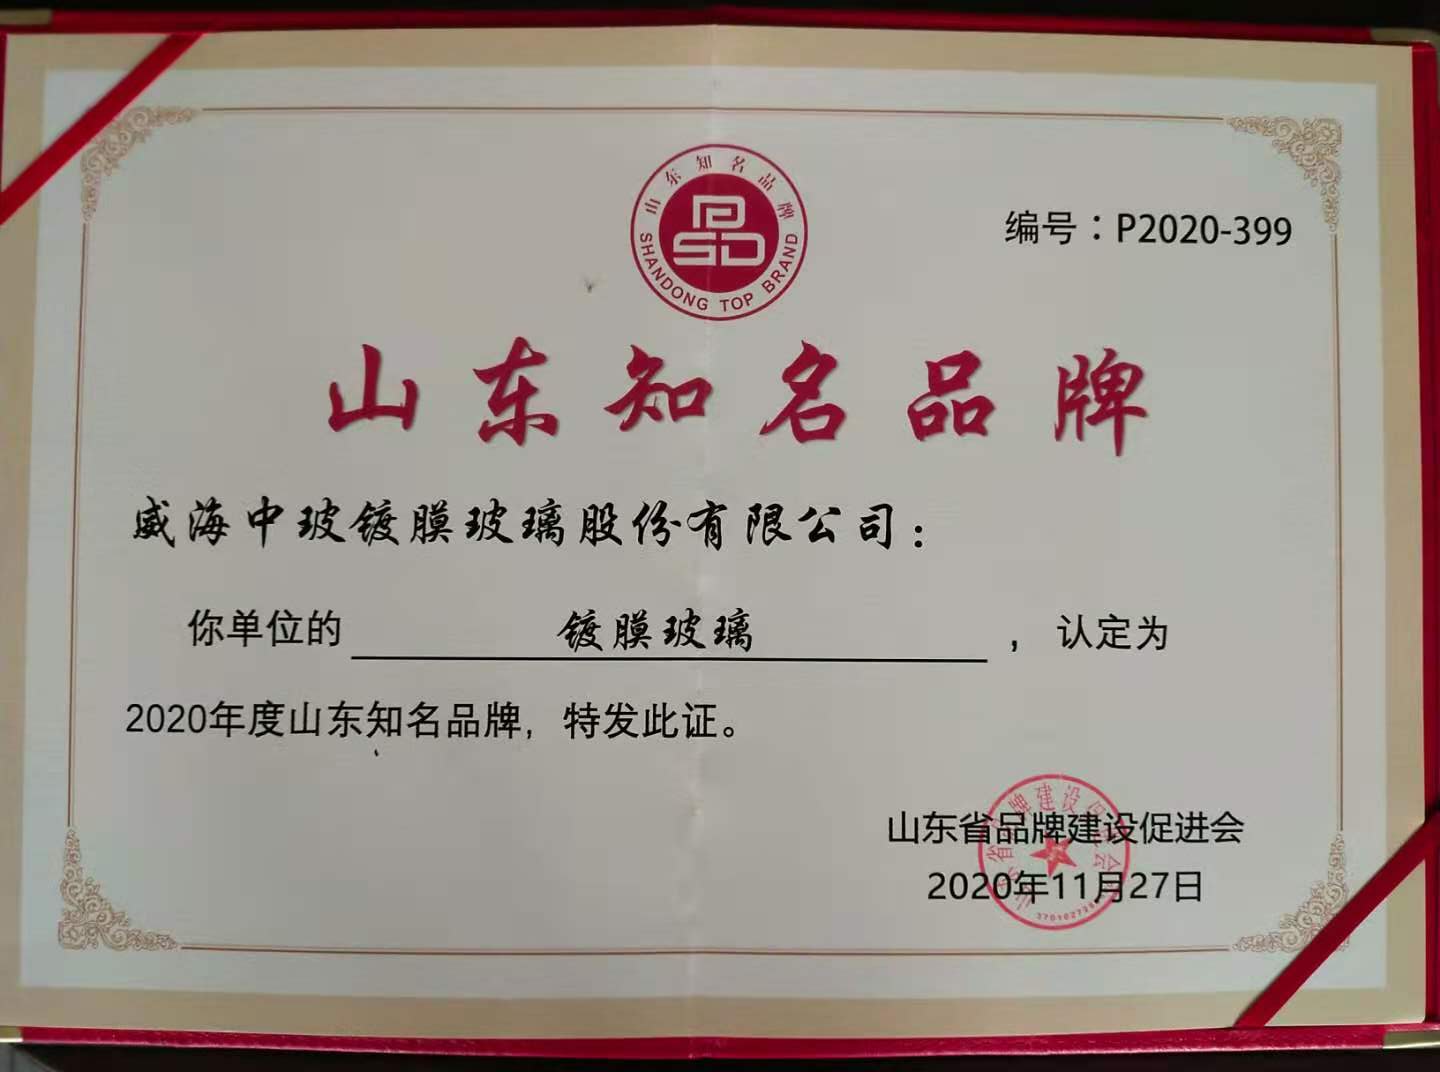 山东知名品牌
PSD
SHANDONG TOP BRAND
编号：P2020-399
山东知名品牌
威海中玻镀膜玻璃股份有限公司：
你单位的 镀膜玻璃 ， 认定为
2020年度山东知名品牌，特发此证。
山东省品牌建设促进会
2020年11月27日